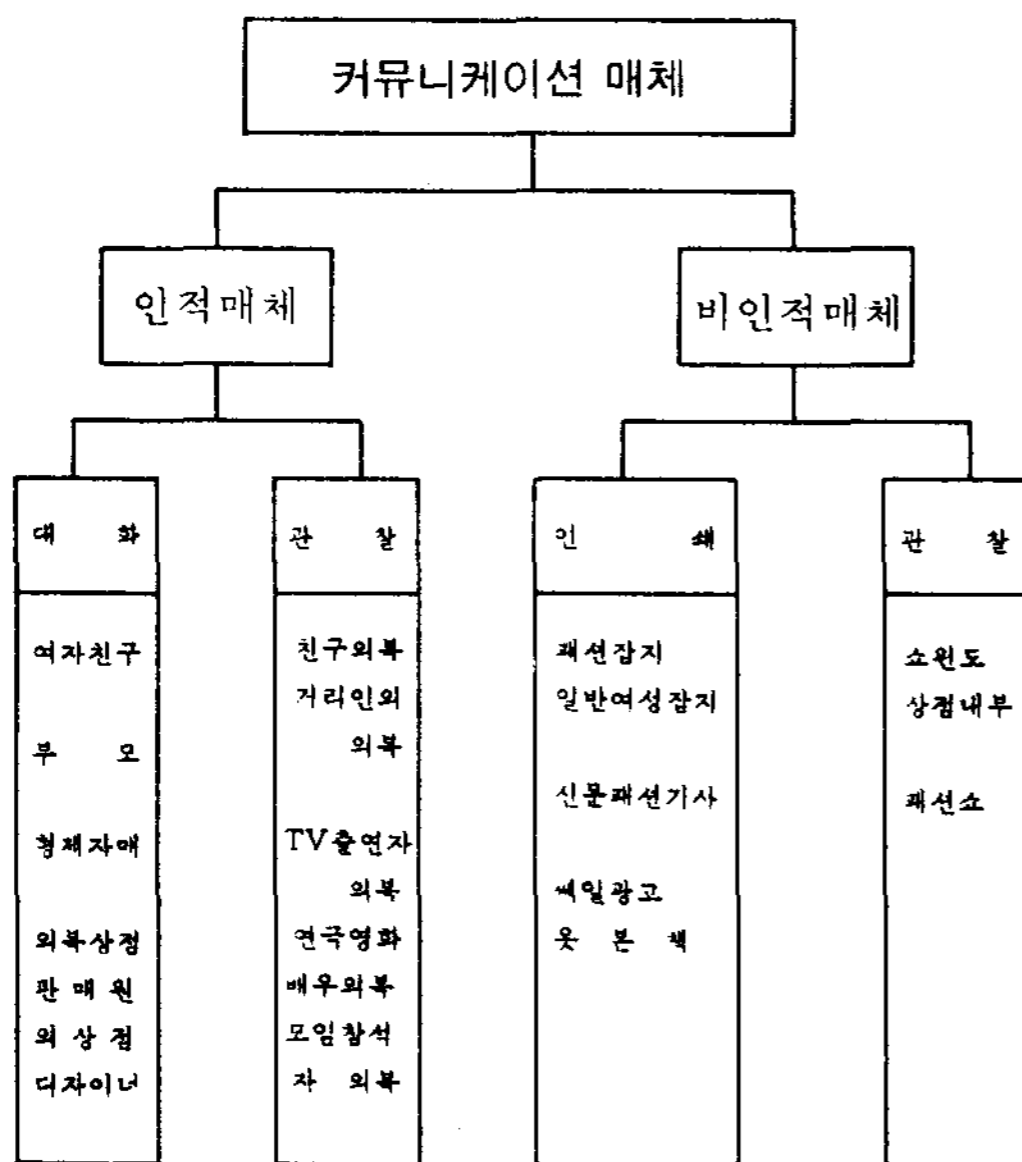 커뮤니케이션 매체
인적매체
비인적매체
대 화
여자친구
부 모
형제자매
의복상점
판 매 원
의 상 점
디자이너
관 찰
친구의복
거리인의
의복
TV출연자
의복
연극영화
배우의복
모임참석
자 의복
인 쇄
패션잡지
일반여성잡지
신문패션기사
쎄일광고
옷 본 책
관 찰
쇼윈도
상점내부
패션쇼